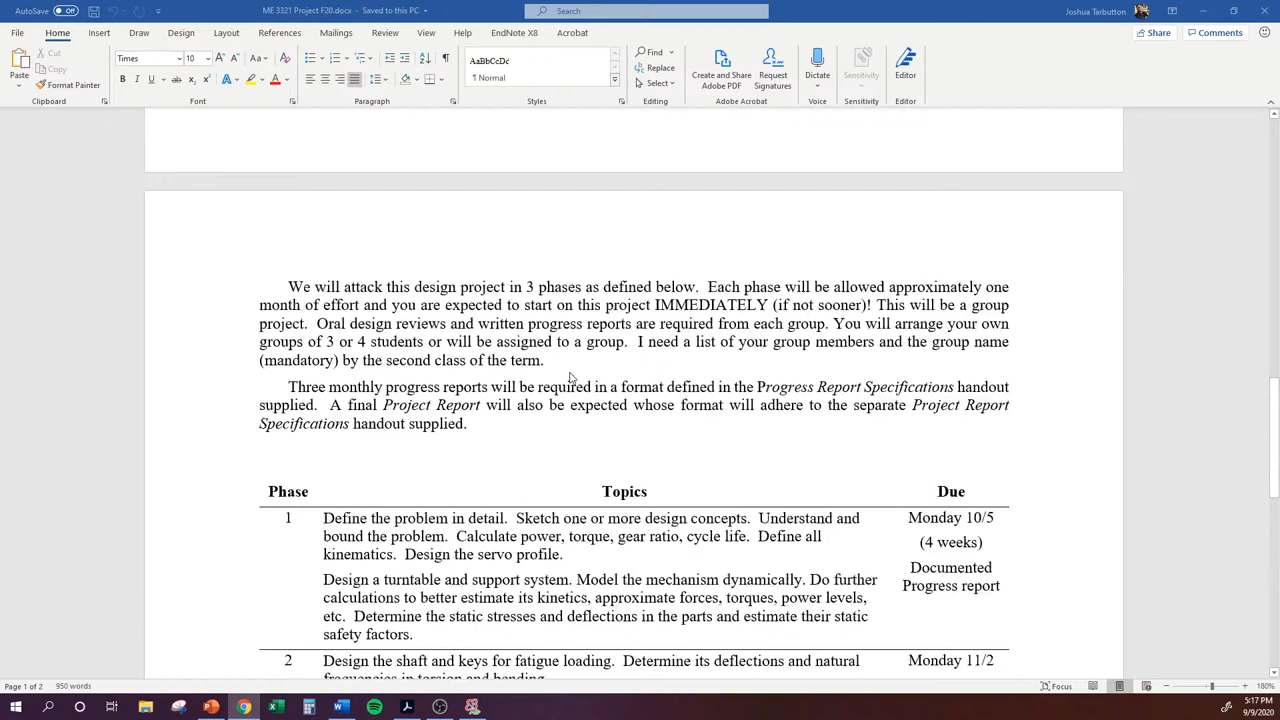 AutoSave Off ME 3321 Project F20.docx - Saved to this PC Search Joshua Tarbutton
File Home Insert Draw Design Layout References Mailings Review View Help EndNote X8 Acrobat Share Comments
Paste Cut Copy Format Painter
Times 10
AaBbCcDd
¶ Normal
Find Replace Select
Create and Share Adobe PDF
Request Signatures
Dictate
Sensitivity
Editor
Clipboard Font Paragraph Styles Editing Adobe Acrobat Voice Sensitivity Editor
We will attack this design project in 3 phases as defined below. Each phase will be allowed approximately one
month of effort and you are expected to start on this project IMMEDIATELY (if not sooner)! This will be a group
project. Oral design reviews and written progress reports are required from each group. You will arrange your own
groups of 3 or 4 students or will be assigned to a group. I need a list of your group members and the group name
(mandatory) by the second class of the term.
Three monthly progress reports will be required in a format defined in the Progress Report Specifications handout
supplied. A final Project Report will also be expected whose format will adhere to the separate Project Report
Specifications handout supplied.
Phase Topics Due
1 Define the problem in detail. Sketch one or more design concepts. Understand and Monday 10/5
bound the problem. Calculate power, torque, gear ratio, cycle life. Define all (4 weeks)
kinematics. Design the servo profile.
Design a turntable and support system. Model the mechanism dynamically. Do further Documented
calculations to better estimate its kinetics, approximate forces, torques, power levels, Progress report
etc. Determine the static stresses and deflections in the parts and estimate their static
safety factors.
2 Design the shaft and keys for fatigue loading. Determine its deflections and natural Monday 11/2
frequencies in torsion and bending.
Page 1 of 2 950 words Focus 180%
5:17 PM
9/9/2020